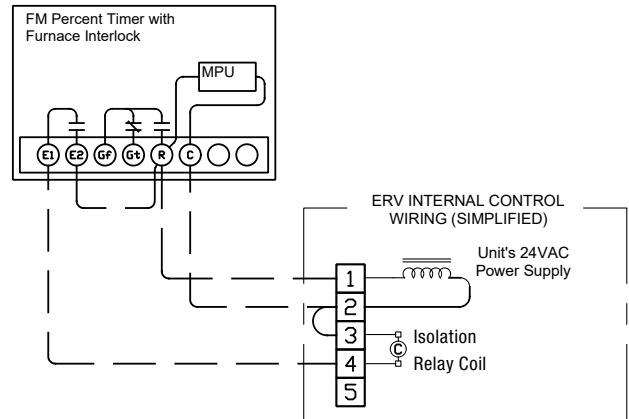 FM Percent Timer with
Furnace Interlock
MPU
E1 E2 Gf Gt R C
ERV INTERNAL CONTROL
WIRING (SIMPLIFIED)
Unit's 24VAC
Power Supply
1
2
3
Isolation
C
4
Relay Coil
5